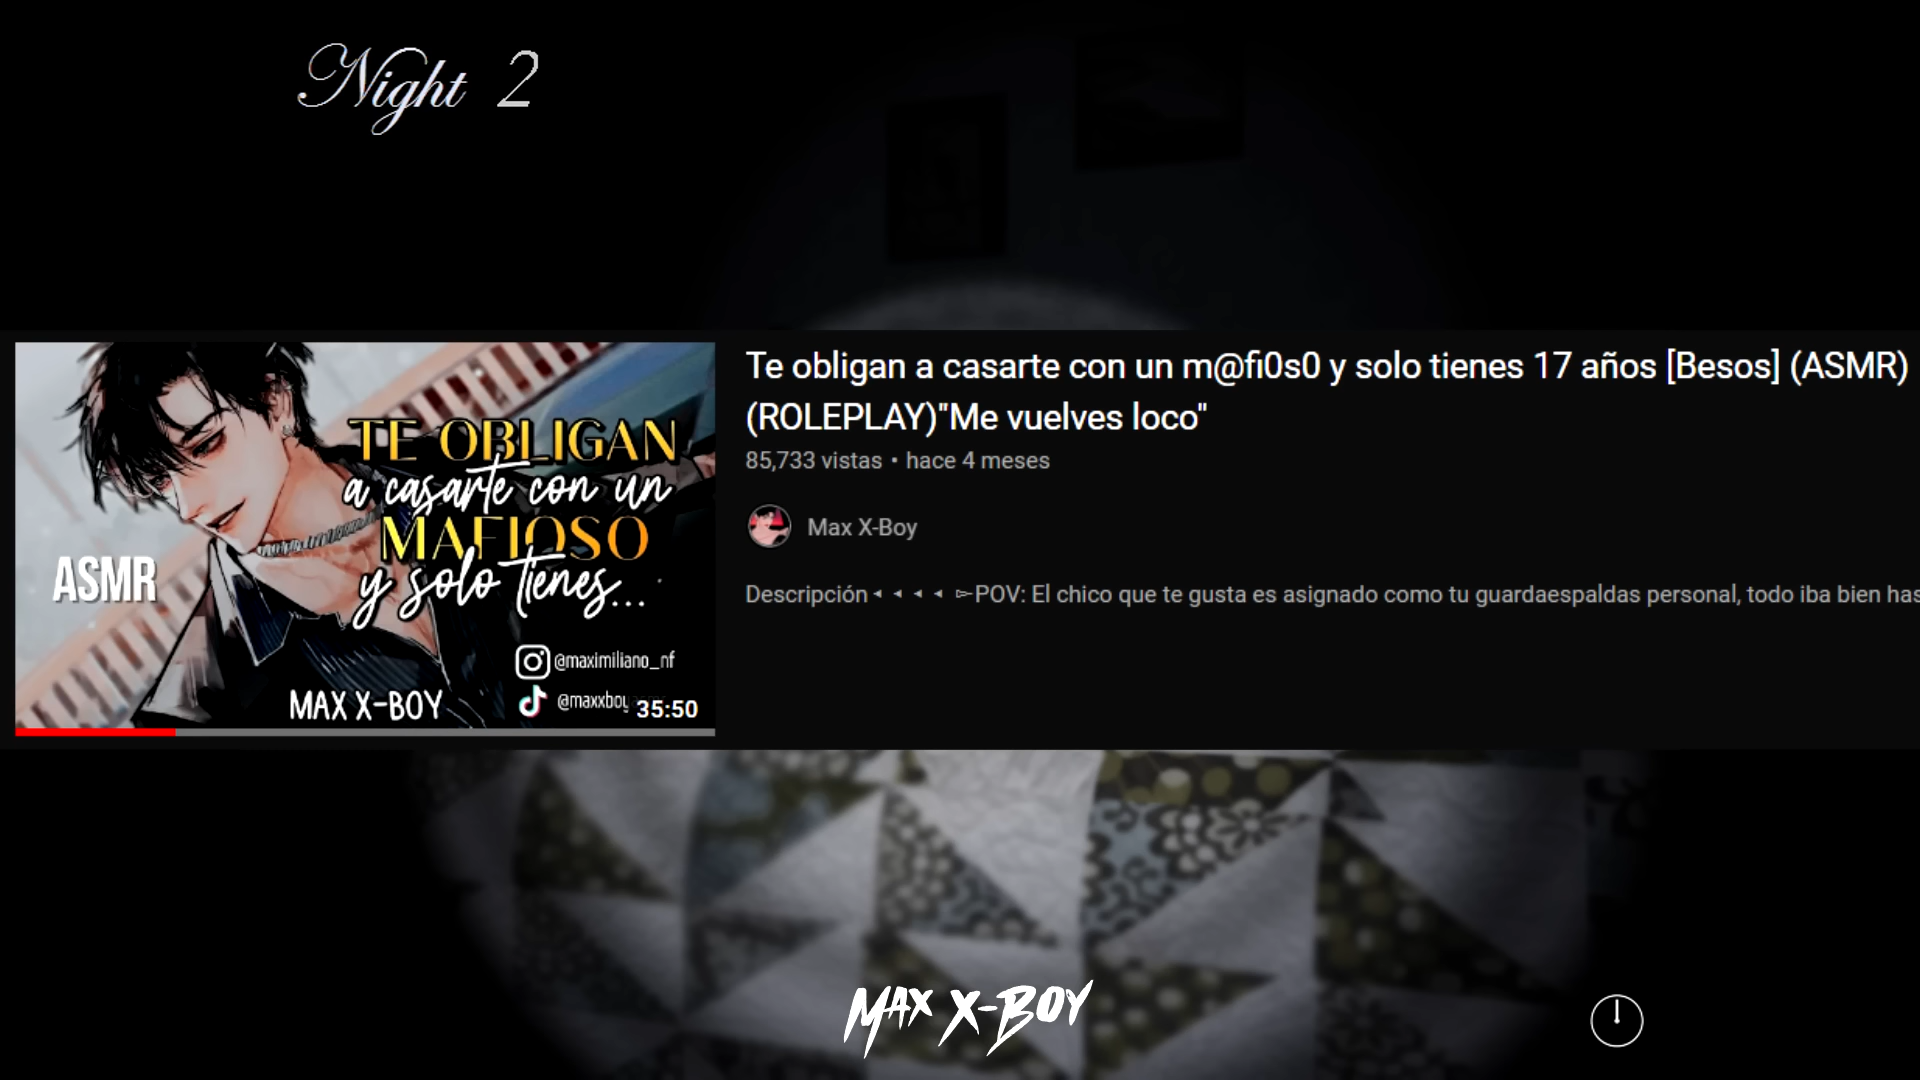 Night 2
TE OBLIGAN
a casarte con un
MAFIOSO
y solo tienes...
ASMR
@maximiliano_nf
@maxxboy
MAX X-BOY
35:50
Te obligan a casarte con un m@fi0s0 y solo tienes 17 años [Besos] (ASMR)
(ROLEPLAY)"Me vuelves loco"
85,733 vistas • hace 4 meses
Max X-Boy
Descripción◂ ◂ ◂ ◂ ▻POV: El chico que te gusta es asignado como tu guardaespaldas personal, todo iba bien has
MAX X-BOY